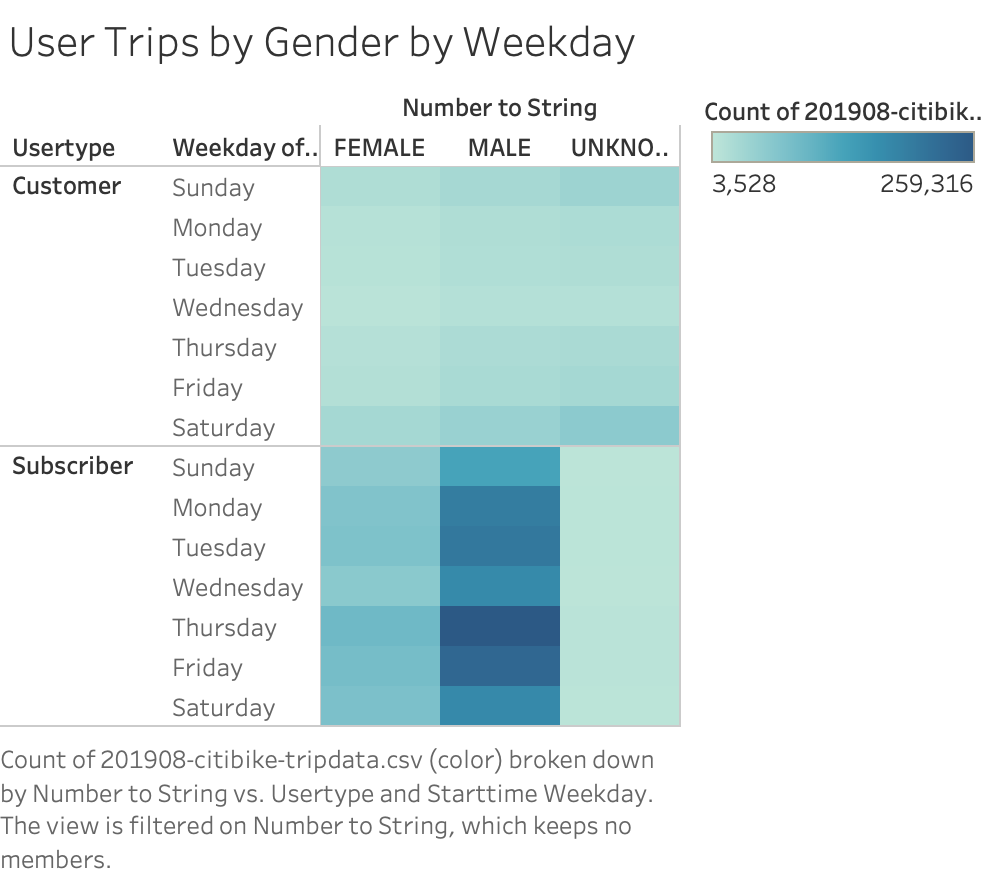 User Trips by Gender by Weekday
Number to String
Count of 201908-citibik..
Usertype Weekday of.. FEMALE MALE UNKNO..
3,528 259,316
Customer Sunday
Monday
Tuesday
Wednesday
Thursday
Friday
Saturday
Subscriber Sunday
Monday
Tuesday
Wednesday
Thursday
Friday
Saturday
Count of 201908-citibike-tripdata.csv (color) broken down
by Number to String vs. Usertype and Starttime Weekday.
The view is filtered on Number to String, which keeps no
members.